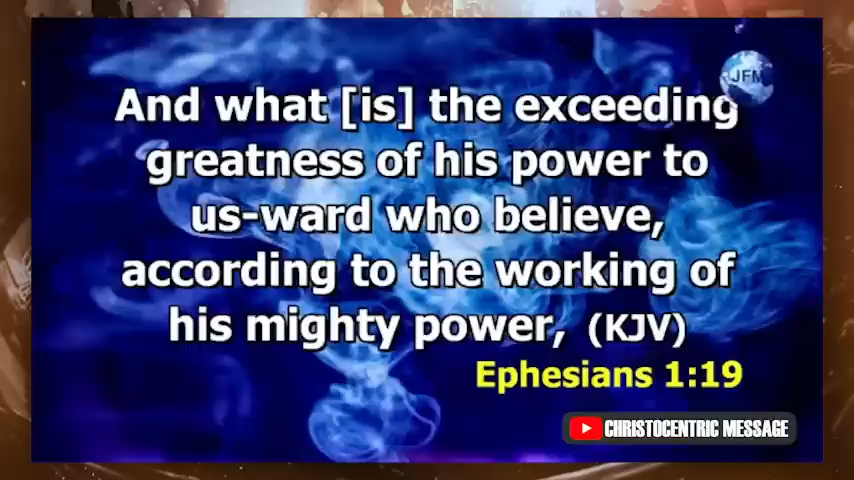 JFM
And what [is] the exceeding
greatness of his power to
us-ward who believe,
according to the working of
his mighty power, (KJV)
Ephesians 1:19
CHRISTOCENTRIC MESSAGE